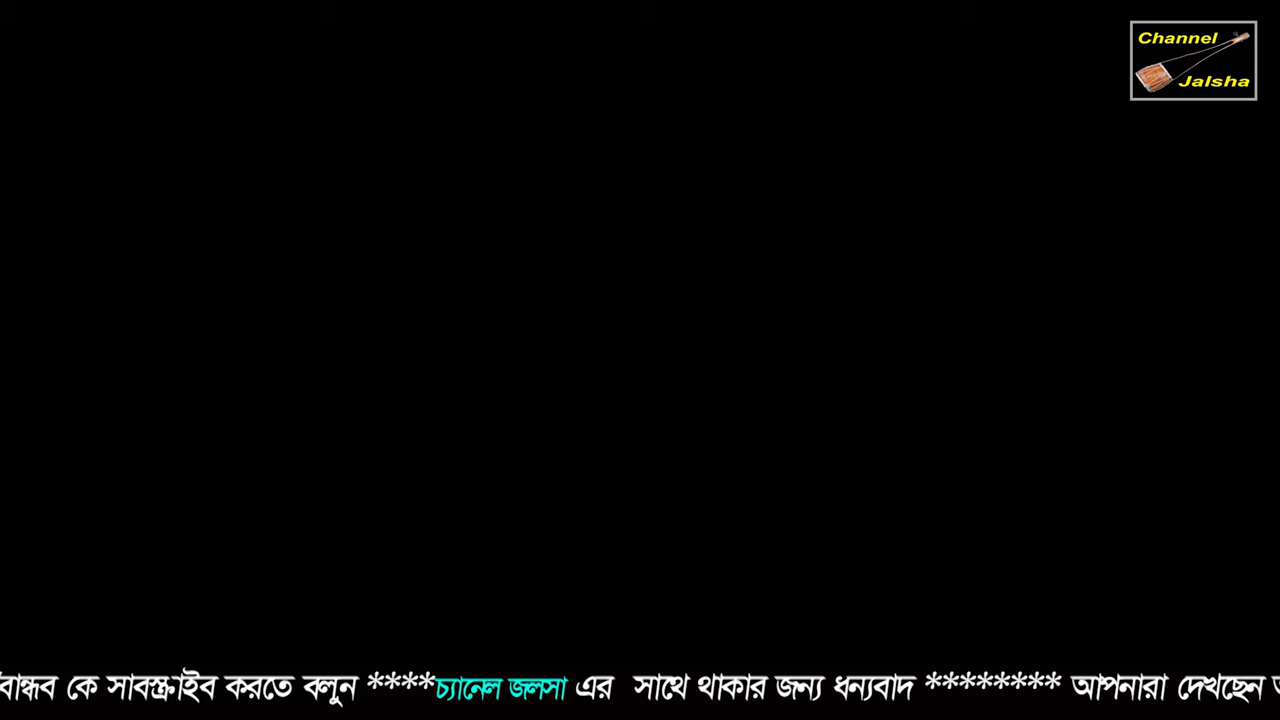 Channel
Jalsha
বান্ধব কে সাবস্ক্রাইব করতে বলুন ****চ্যানেল জলসা এর সাথে থাকার জন্য ধন্যবাদ ******** আপনারা দেখছেন